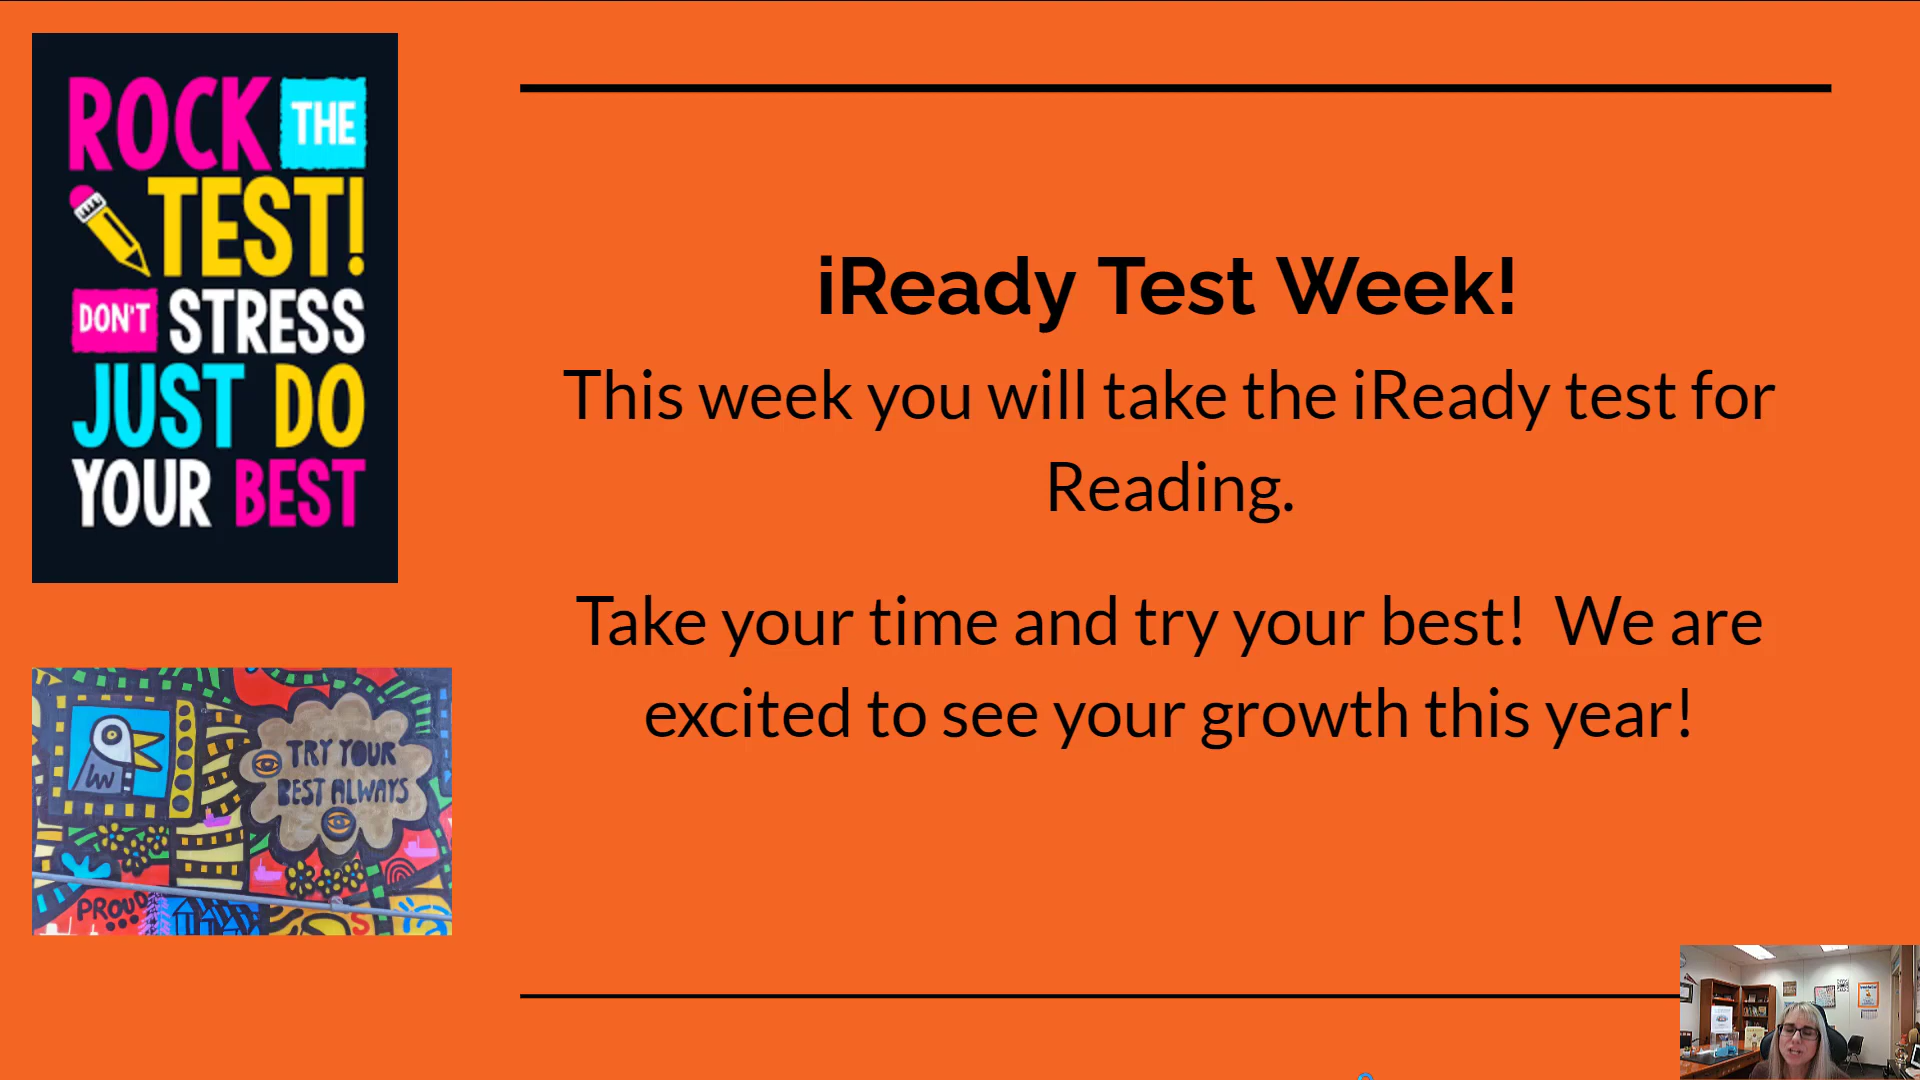 ROCK THE
TEST!
DON'T STRESS
JUST DO
YOUR BEST
iReady Test Week!
This week you will take the iReady test for
Reading.
Take your time and try your best!  We are
excited to see your growth this year!
TRY YOUR
BEST ALWAYS
PROUD